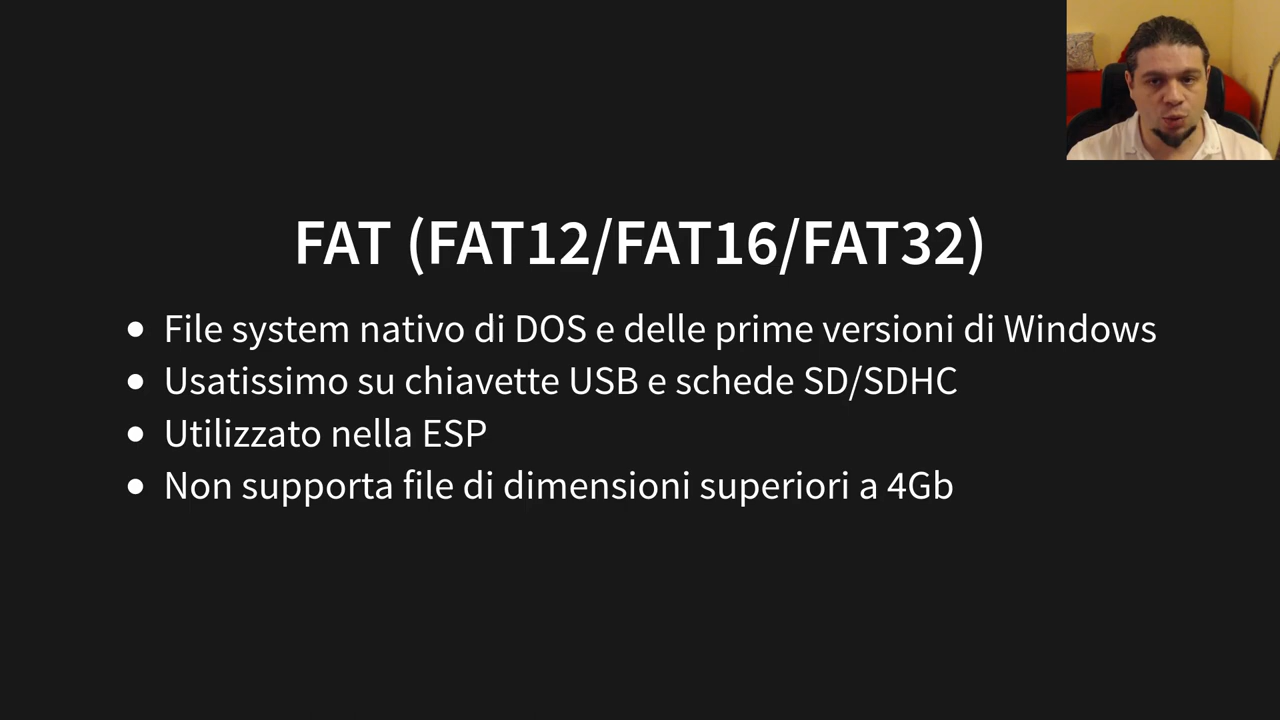 FAT (FAT12/FAT16/FAT32)
File system nativo di DOS e delle prime versioni di Windows
Usatissimo su chiavette USB e schede SD/SDHC
Utilizzato nella ESP
Non supporta file di dimensioni superiori a 4Gb